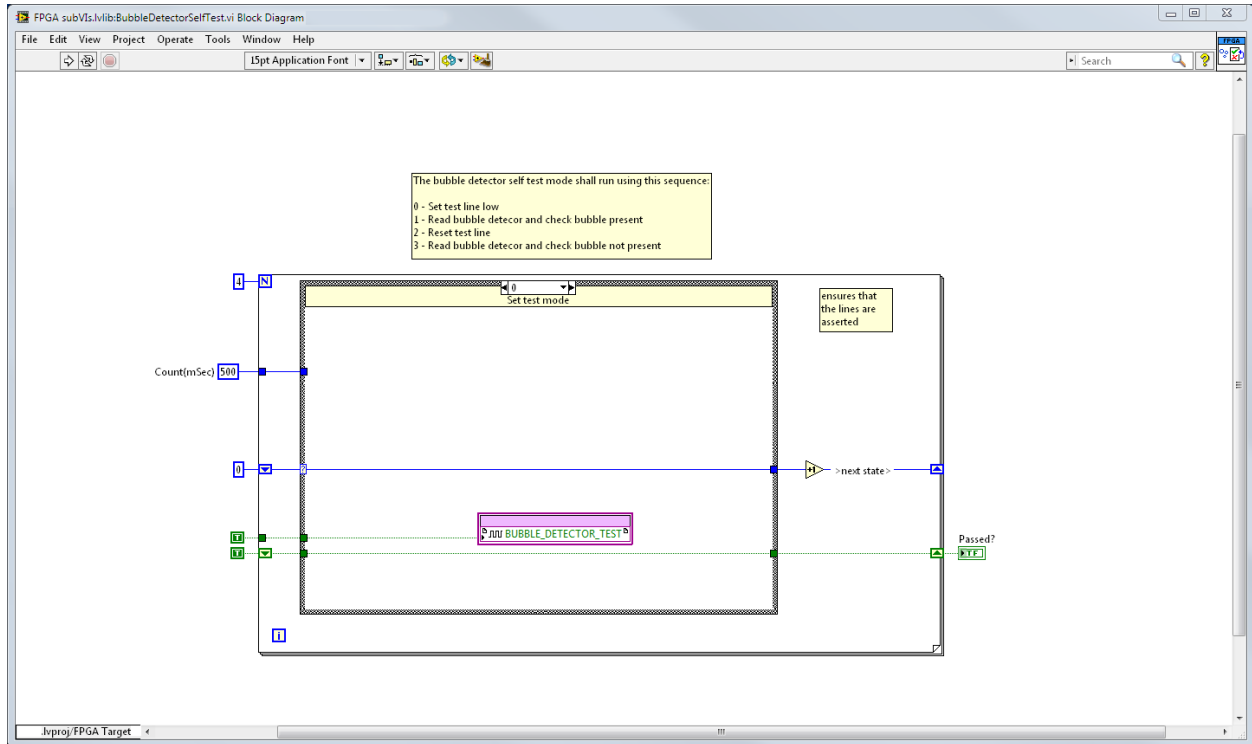 FPGA subVIs.lvlib:BubbleDetectorSelfTest.vi Block Diagram
File Edit View Project Operate Tools Window Help
15pt Application Font
Search
FPGA
The bubble detector self test mode shall run using this sequence:
0 - Set test line low
1 - Read bubble detecor and check bubble present
2 - Reset test line
3 - Read bubble detecor and check bubble not present
4
N
0
Set test mode
ensures that
the lines are
asserted
Count(mSec) 500
0
?
+1
>next state>
T
BUBBLE_DETECTOR_TEST
T
Passed?
TF
i
.lvproj/FPGA Target